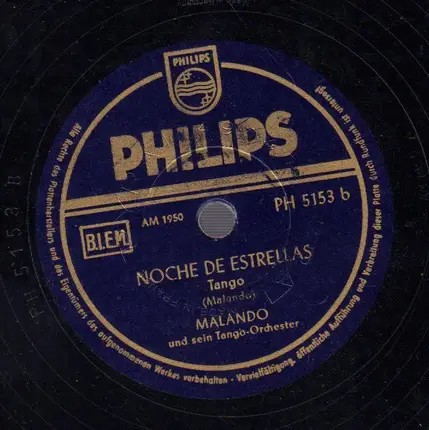 PHILIPS
PHILIPS
PH 5153 b
AM 1950
B.I.E.M.
NOCHE DE ESTRELLAS
Tango
(Malando)
MALANDO
und sein Tango-Orchester
Alle Rechte des Plattenherstellers und des Eigentümers des aufgenommenen Werkes vorbehalten - Vervielfältigung, öffentliche Aufführung und Verbreitung dieser Platte durch Rundfunk ist untersagt
PH 5153 B